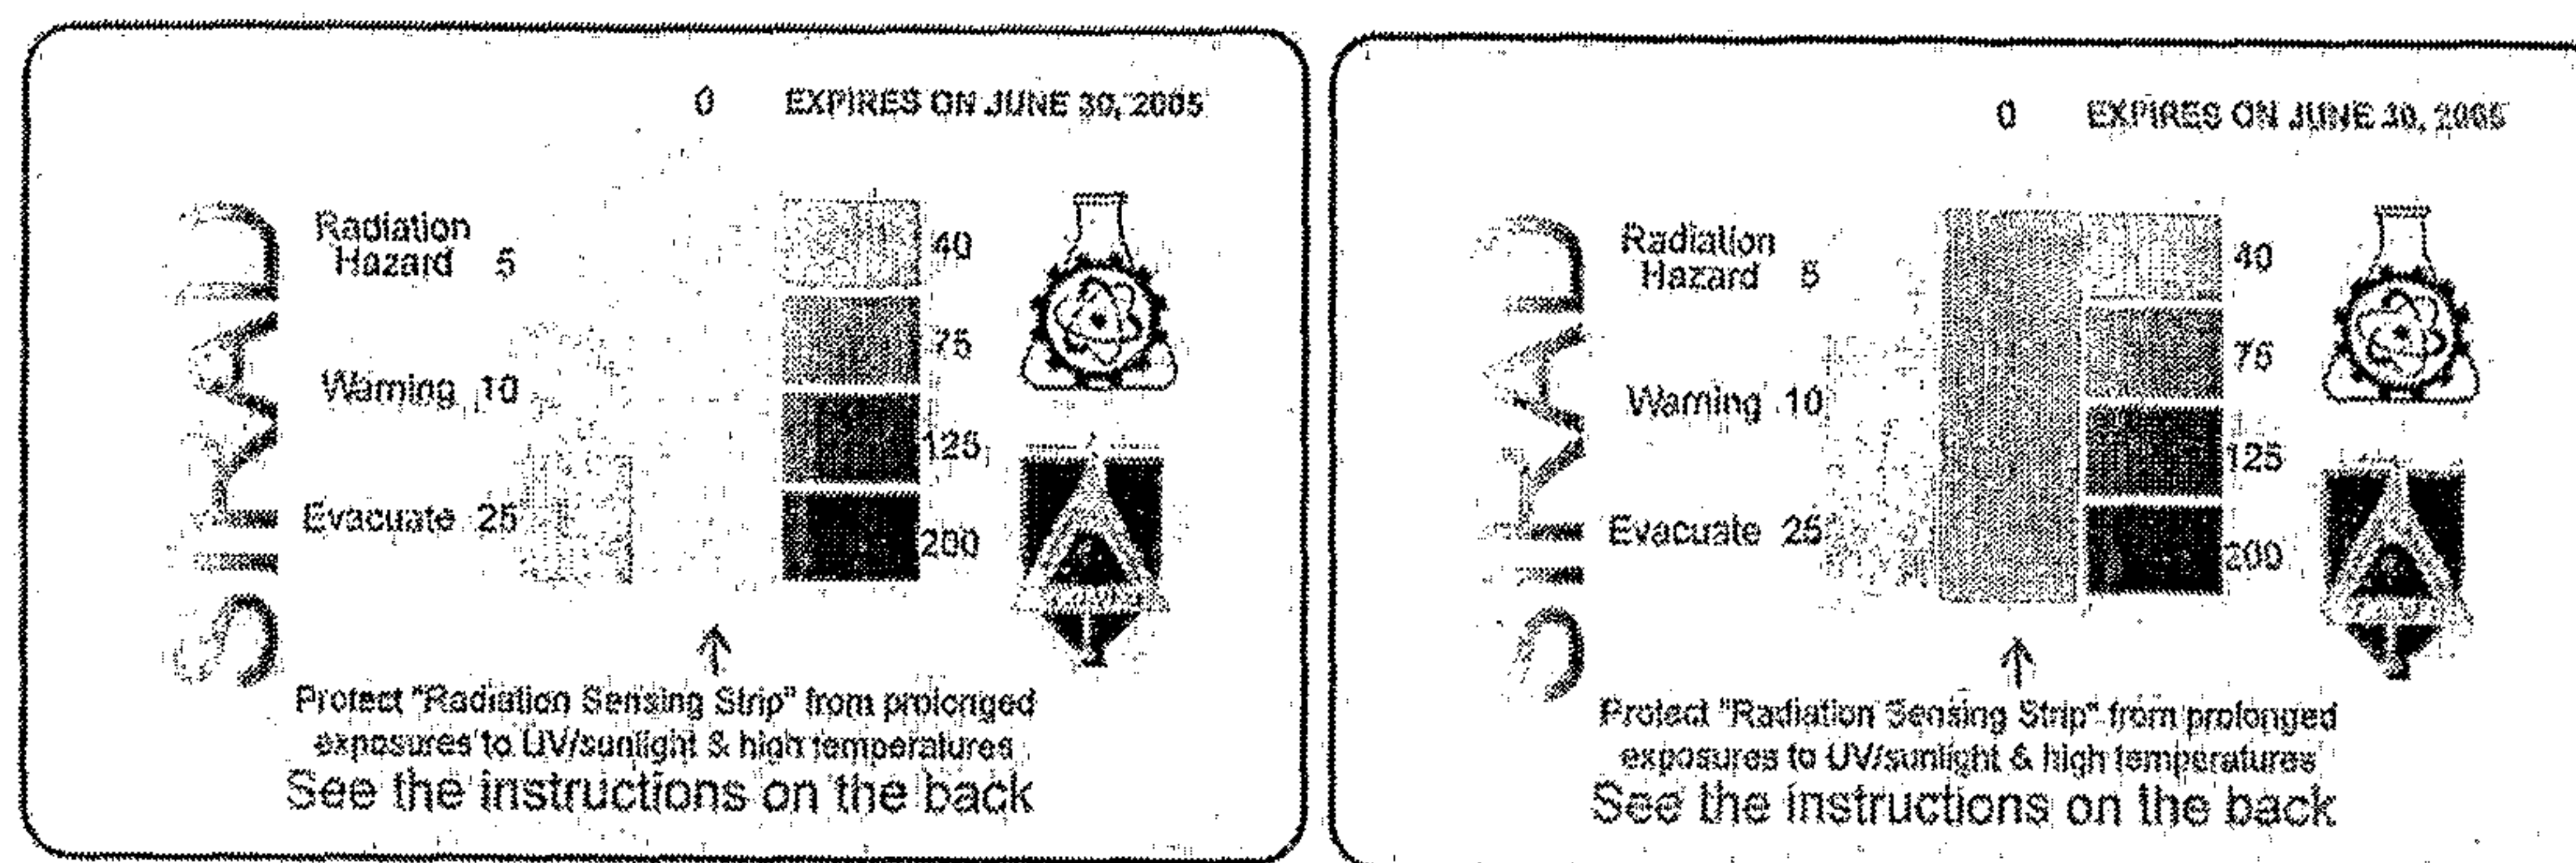 0 EXPIRES ON JUNE 30, 2005
SIRAD
Radiation
Hazard 5
40
75
Warning 10
125
Evacuate 25
200
Protect "Radiation Sensing Strip" from prolonged
exposures to UV/sunlight & high temperatures
See the instructions on the back
0 EXPIRES ON JUNE 30, 2005
SIRAD
Radiation
Hazard 5
40
75
Warning 10
125
Evacuate 25
200
Protect "Radiation Sensing Strip" from prolonged
exposures to UV/sunlight & high temperatures
See the instructions on the back